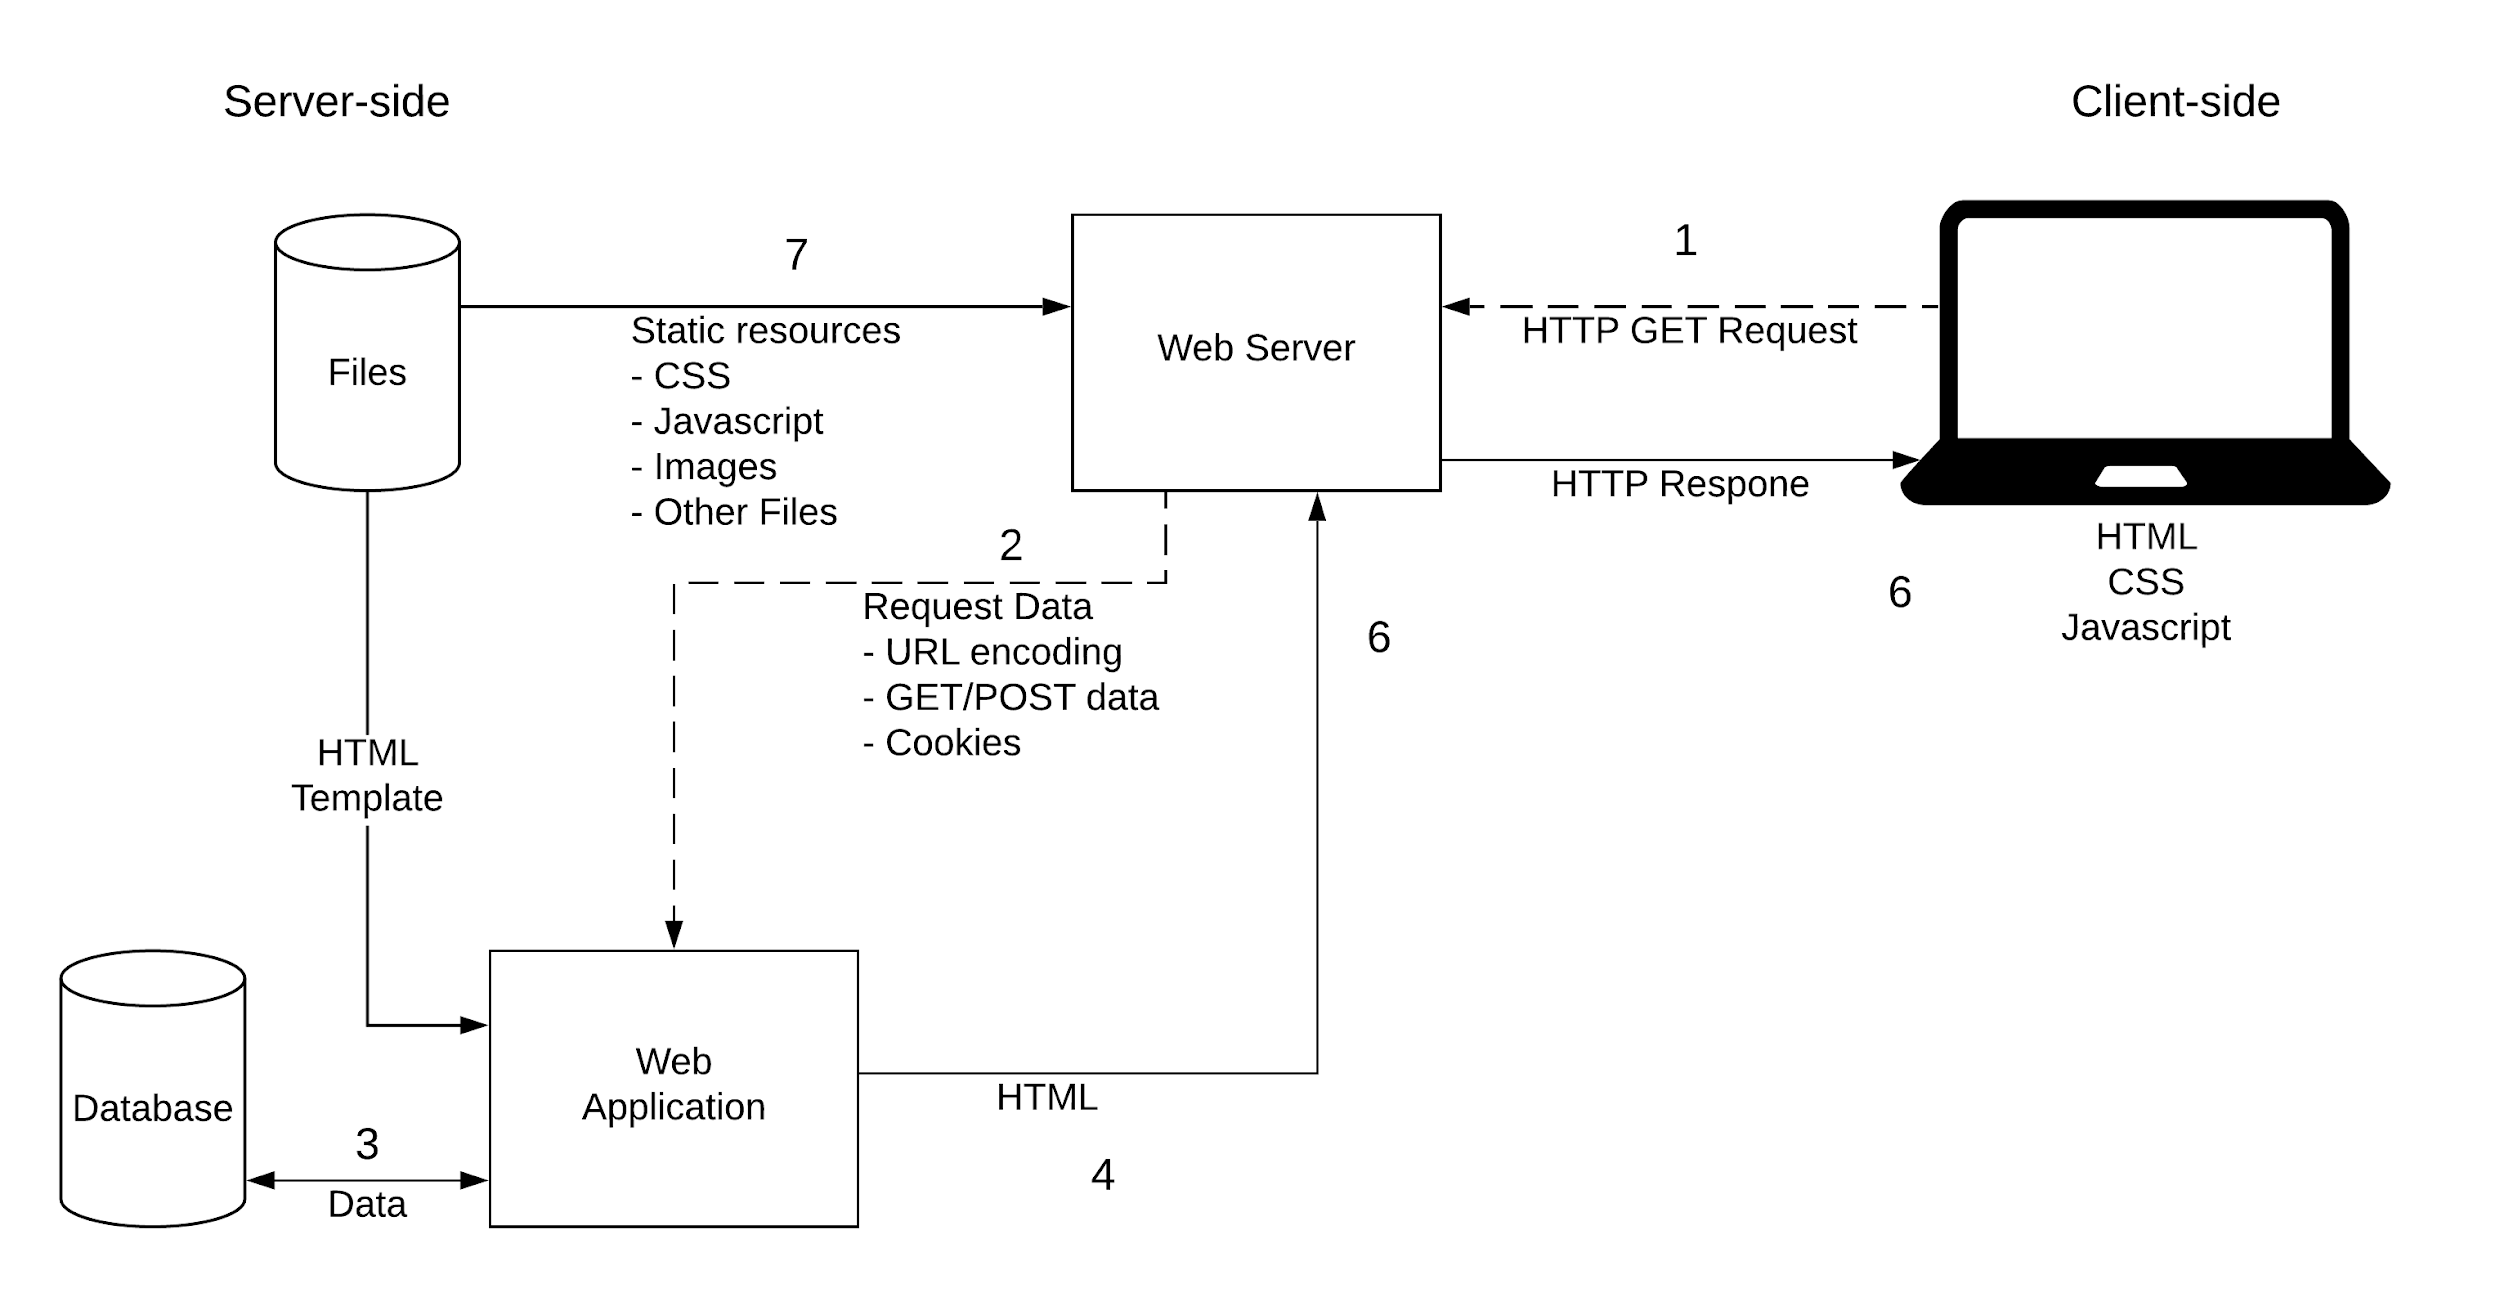 Server-side
Client-side
7
1
Static resources
- CSS
- Javascript
- Images
- Other Files
Files
Web Server
HTTP GET Request
HTTP Respone
2
Request Data
- URL encoding
- GET/POST data
- Cookies
6
6
HTML
CSS
Javascript
HTML
Template
Database
3
Data
Web
Application
HTML
4